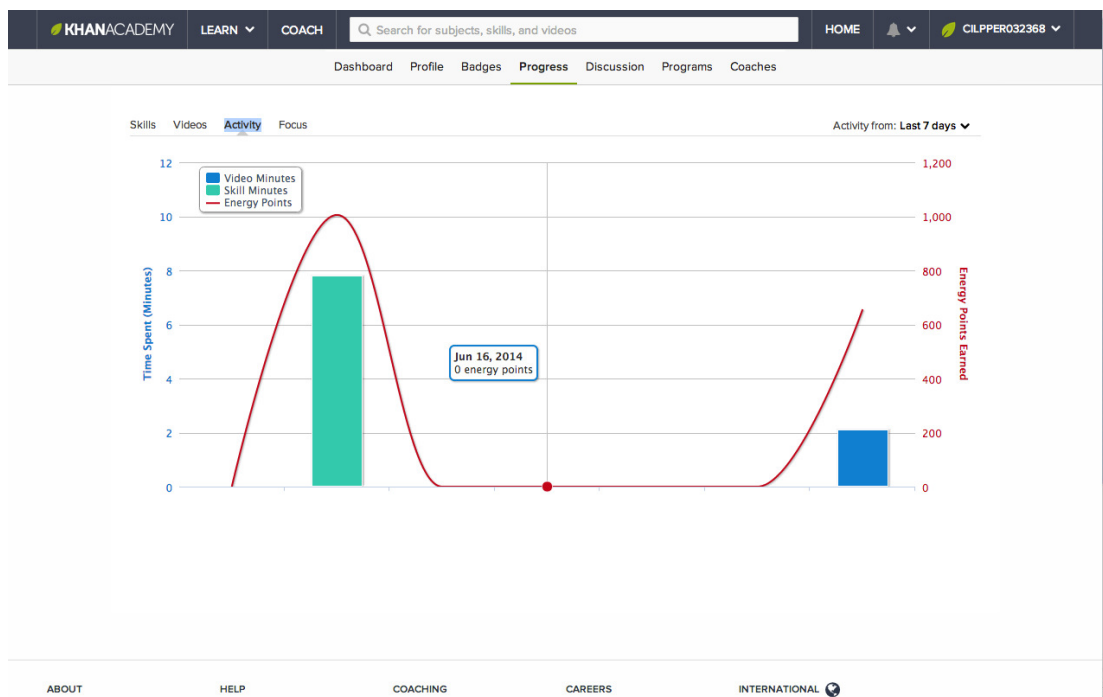 KHANACADEMY LEARN COACH Search for subjects, skills, and videos HOME CILPPER032368
Dashboard Profile Badges Progress Discussion Programs Coaches
Skills Videos Activity Focus Activity from: Last 7 days
12 1,200
Video Minutes
Skill Minutes
Energy Points
10 1,000
8 800
6 600
4 400
2 200
0 0
Time Spent (Minutes)
Energy Points Earned
Jun 16, 2014
0 energy points
ABOUT HELP COACHING CAREERS INTERNATIONAL